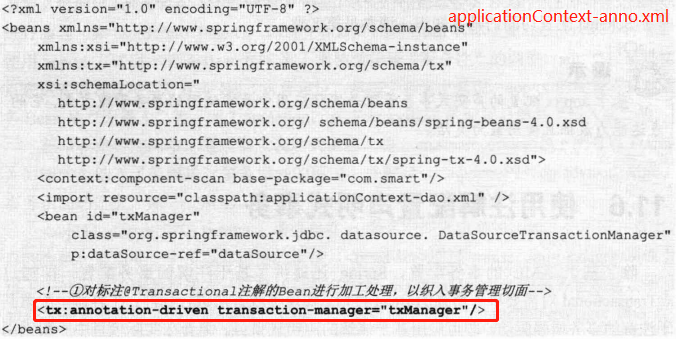 <?xml version="1.0" encoding="UTF-8" ?>
applicationContext-anno.xml
<beans xmlns="http://www.springframework.org/schema/beans"
xmlns:xsi="http://www.w3.org/2001/XMLSchema-instance"
xmlns:tx="http://www.springframework.org/schema/tx"
xsi:schemaLocation="
http://www.springframework.org/schema/beans
http://www.springframework.org/ schema/beans/spring-beans-4.0.xsd
http://www.springframework.org/schema/tx
http://www.springframework.org/schema/tx/spring-tx-4.0.xsd">
<context:component-scan base-package="com.smart"/>
<import resource="classpath:applicationContext-dao.xml" />
<bean id="txManager"
class="org.springframework.jdbc. datasource. DataSourceTransactionManager"
p:dataSource-ref="dataSource"/>
<!--①对标注@Transactional注解的Bean进行加工处理，以织入事务管理切面-->
<tx:annotation-driven transaction-manager="txManager"/>
</beans>